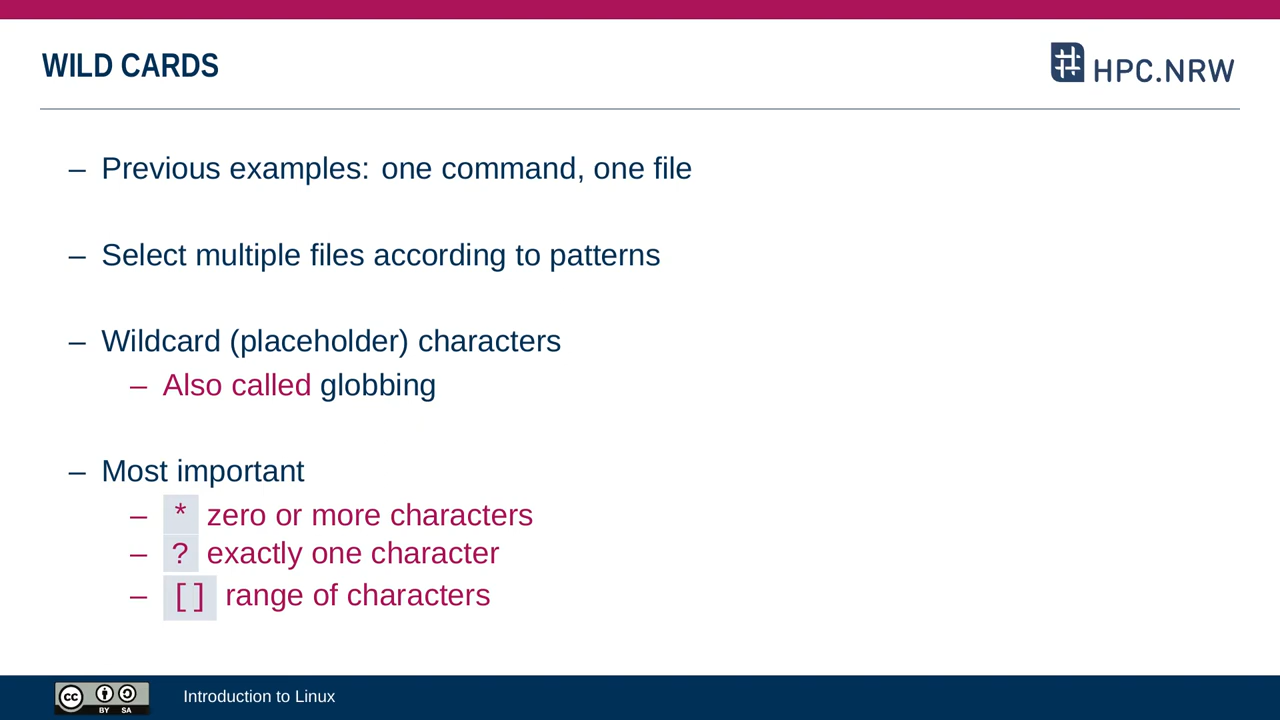 WILD CARDS
HPC.NRW
– Previous examples: one command, one file
– Select multiple files according to patterns
– Wildcard (placeholder) characters
– Also called globbing
– Most important
– * zero or more characters
– ? exactly one character
– [] range of characters
cc BY SA
Introduction to Linux